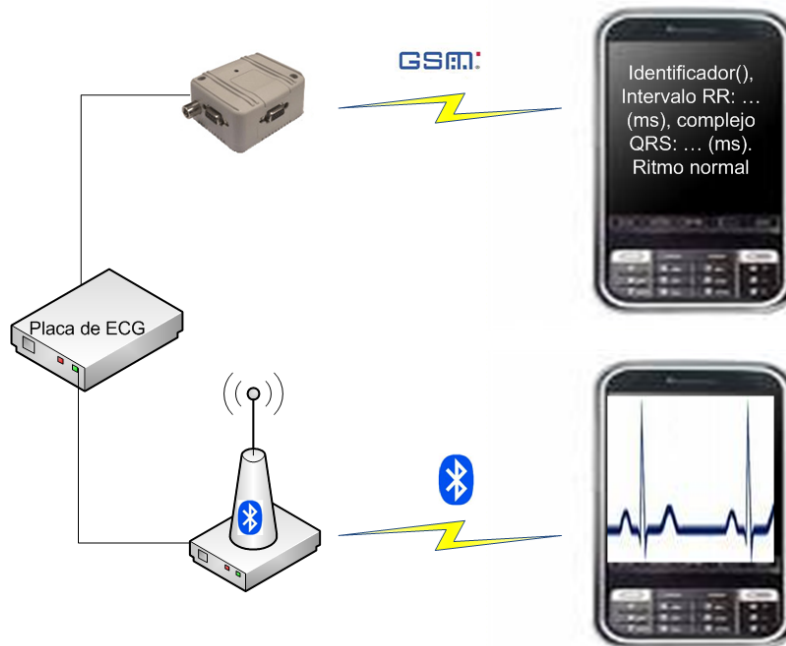 GSM
Identificador(),
Intervalo RR: ...
(ms), complejo
QRS: ... (ms).
Ritmo normal
Placa de ECG